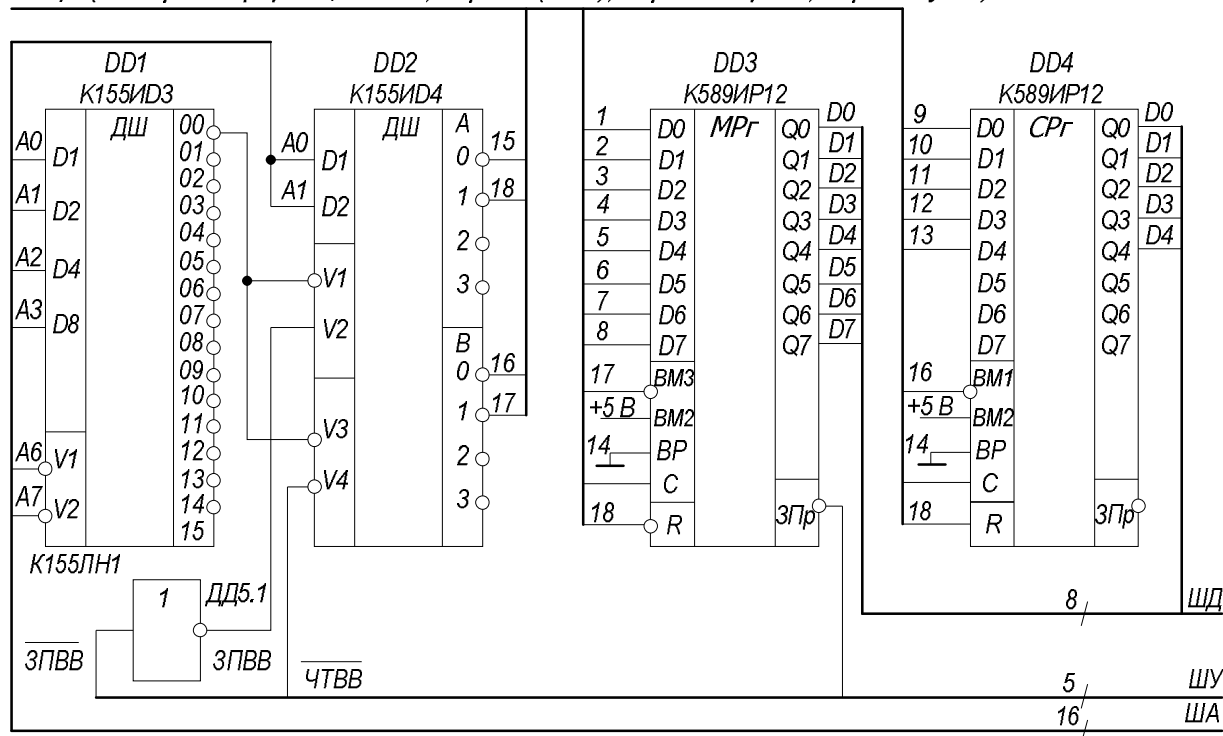 DD1
К155ИD3
ДШ
A0
A1
A2
A3
A6
A7
D1
D2
D4
D8
V1
V2
00
01
02
03
04
05
06
07
08
09
10
11
12
13
14
15
DD2
К155ИD4
ДШ
A0
A1
D1
D2
V1
V2
V3
V4
A
0
1
2
3
B
0
1
2
3
15
18
16
17
DD3
К589ИР12
МРг
1
2
3
4
5
6
7
8
17
+5 В
14
18
D0
D1
D2
D3
D4
D5
D6
D7
ВМ3
ВМ2
ВР
С
R
Q0
Q1
Q2
Q3
Q4
Q5
Q6
Q7
ЗПр
D0
D1
D2
D3
D4
D5
D6
D7
DD4
К589ИР12
СРг
9
10
11
12
13
16
+5 В
14
18
D0
D1
D2
D3
D4
D5
D6
D7
ВМ1
ВМ2
ВР
С
R
Q0
Q1
Q2
Q3
Q4
Q5
Q6
Q7
ЗПр
D0
D1
D2
D3
D4
К155ЛН1
1
ДД5.1
ЗПВВ
ЗПВВ
ЧТВВ
8
ШД
5
ШУ
16
ША